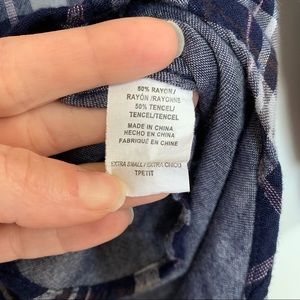 50% RAYON/
RAYÓN /RAYONNE
50% TENCEL/
TENCEL/TENCEL
MADE IN CHINA
HECHO EN CHINA
FABRIQUÉ EN CHINE
EXTRA SMALL / EXTRA CHICO
TPETIT